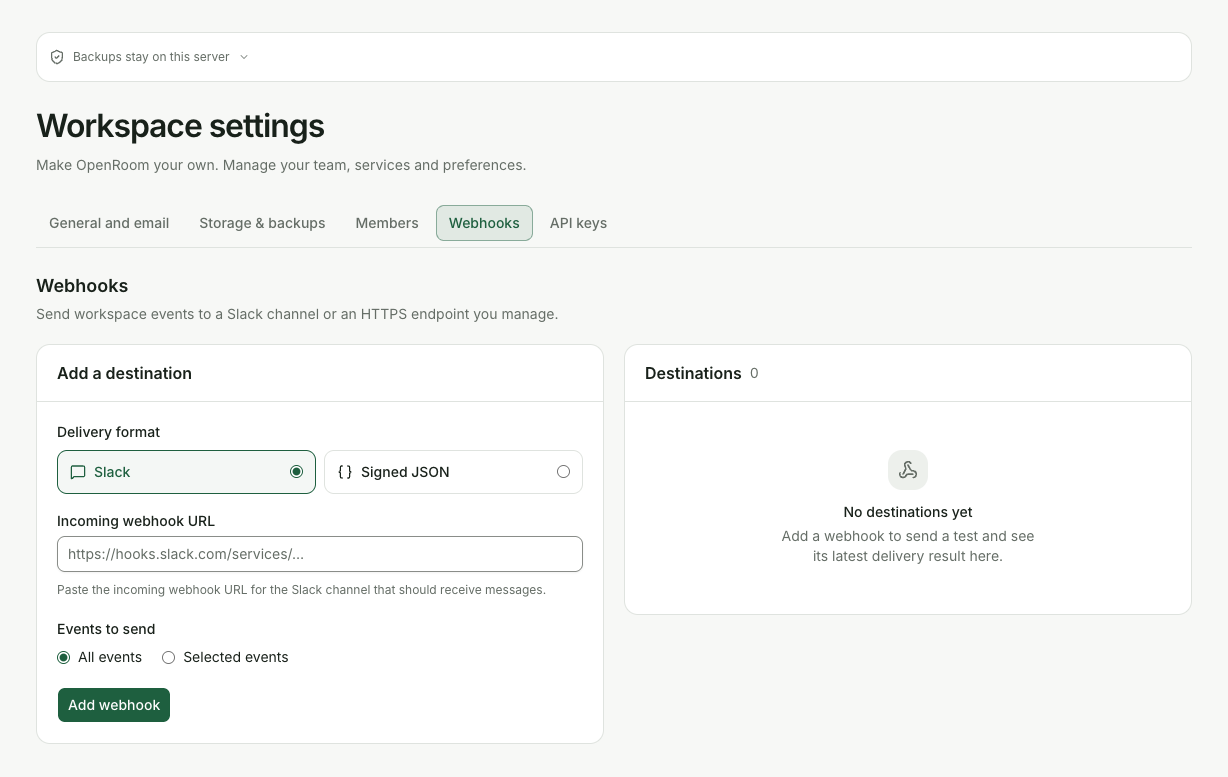 Backups stay on this server
Workspace settings
Make OpenRoom your own. Manage your team, services and preferences.
General and email
Storage & backups
Members
Webhooks
API keys
Webhooks
Send workspace events to a Slack channel or an HTTPS endpoint you manage.
Add a destination
Delivery format
Slack
{} Signed JSON
Incoming webhook URL
https://hooks.slack.com/services/...
Paste the incoming webhook URL for the Slack channel that should receive messages.
Events to send
All events
Selected events
Add webhook
Destinations 0
No destinations yet
Add a webhook to send a test and see
its latest delivery result here.